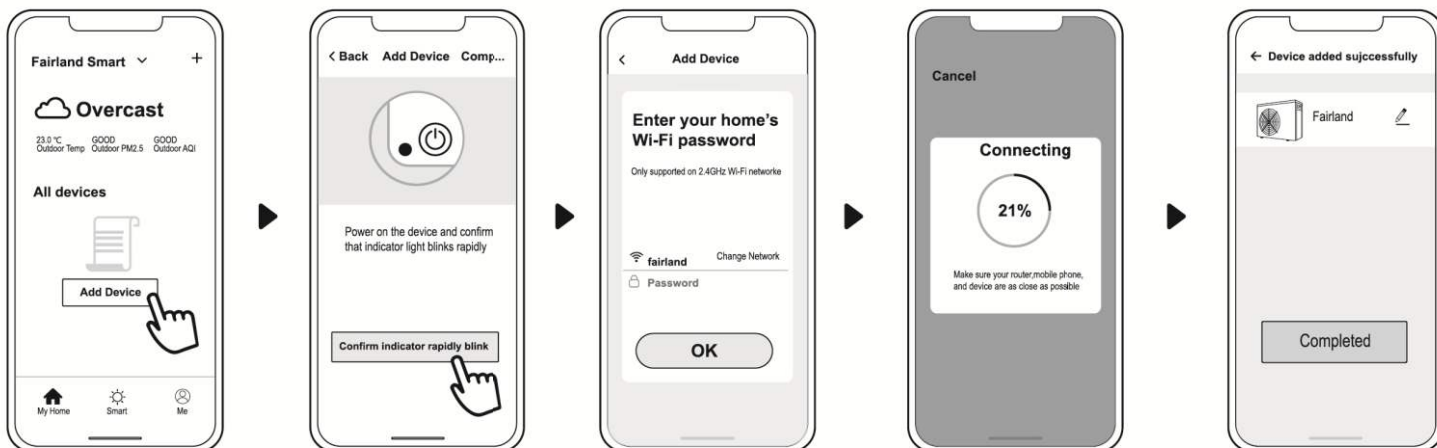 Fairland Smart
+
Overcast
23.0 ℃ GOOD GOOD
Outdoor Temp Outdoor PM2.5 Outdoor AQI
All devices
Add Device
My Home Smart Me
< Back Add Device Comp...
Power on the device and confirm
that indicator light blinks rapidly
Confirm indicator rapidly blink
< Add Device
Enter your home's
Wi-Fi password
Only supported on 2.4GHz Wi-Fi networke
fairland Change Network
Password
OK
Cancel
Connecting
21%
Make sure your router,mobile phone,
and device are as close as possible
← Device added sujccessfully
Fairland
Completed